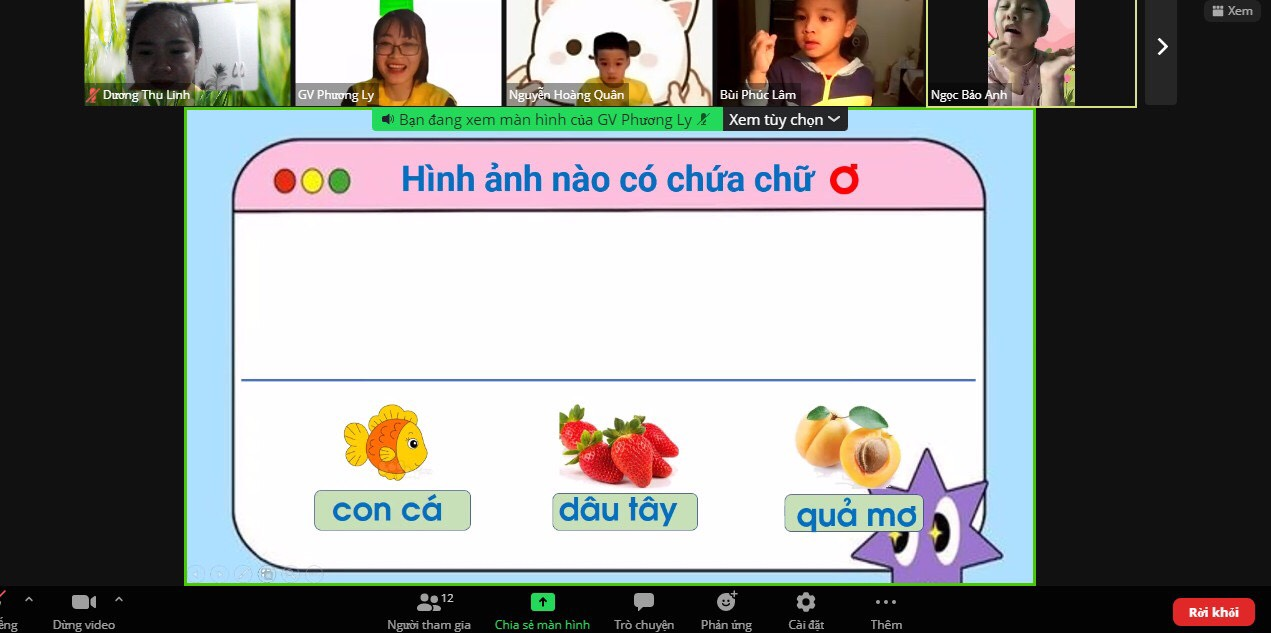 Xem
Dương Thu Linh
GV Phương Ly
Nguyễn Hoàng Quân
Bùi Phúc Lâm
Ngọc Bảo Anh
Bạn đang xem màn hình của GV Phương Ly
Xem tùy chọn
Hình ảnh nào có chứa chữ ơ
con cá
dâu tây
quả mơ
Dừng video
12
Người tham gia
Chia sẻ màn hình
Trò chuyện
Phản ứng
Cài đặt
Thêm
Rời khỏi